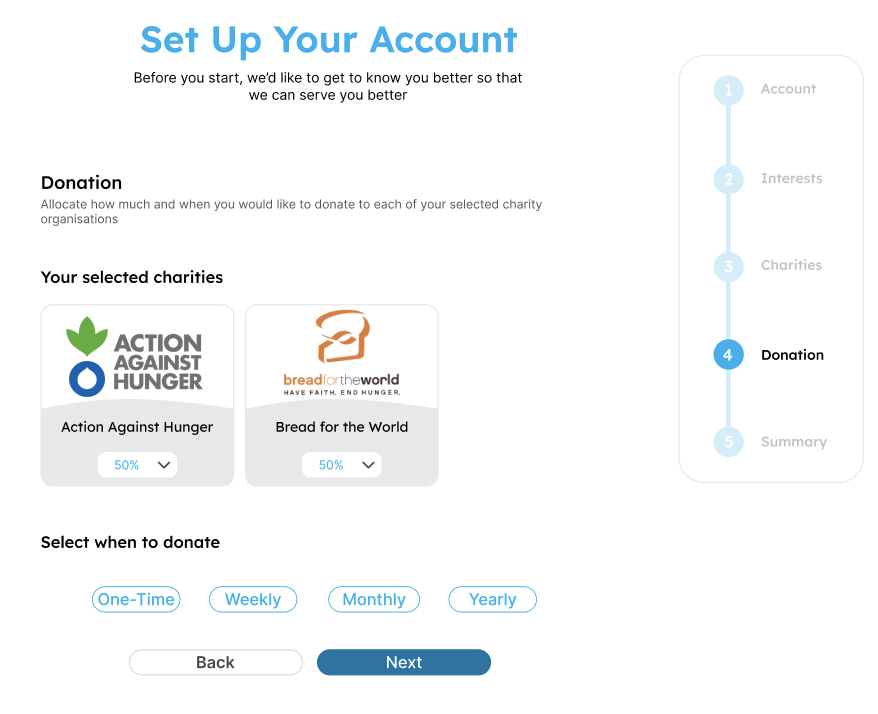 Set Up Your Account
Before you start, we’d like to get to know you better so that
we can serve you better
Donation
Allocate how much and when you would like to donate to each of your selected charity
organisations
Your selected charities
ACTION
AGAINST
HUNGER
Action Against Hunger
50%
breadfortheworld
HAVE FAITH. END HUNGER.
Bread for the World
50%
Select when to donate
One-Time
Weekly
Monthly
Yearly
Back
Next
1 Account
2 Interests
3 Charities
4 Donation
5 Summary